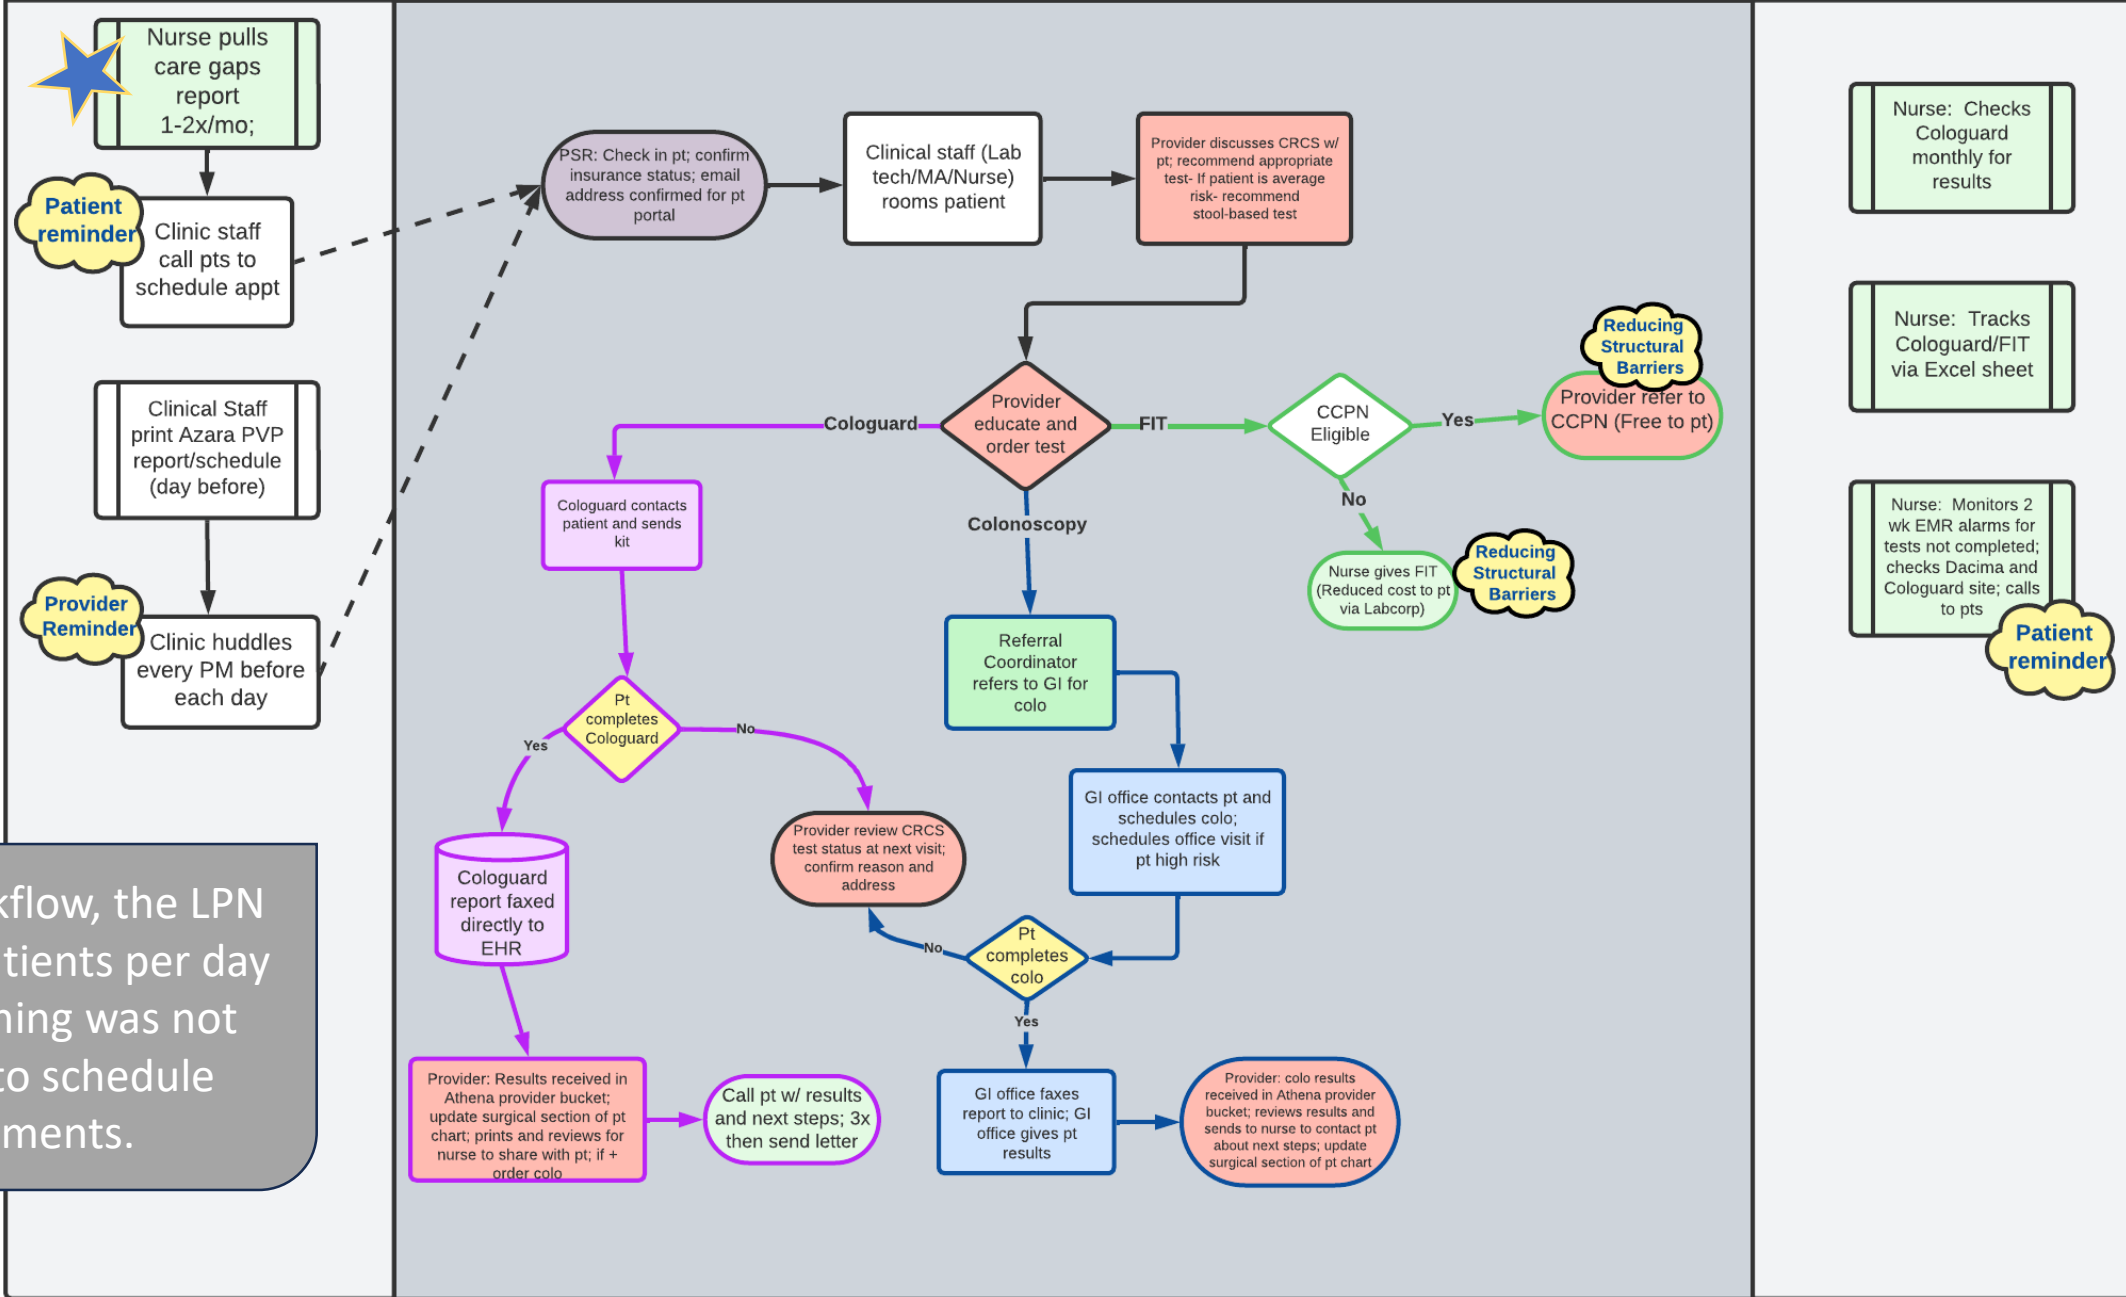 Nurse pulls
care gaps
report
1-2x/mo;
Patient
reminder
Clinic staff
call pts to
schedule appt
Clinical Staff
print Azara PVP
report/schedule
(day before)
Provider
Reminder
Clinic huddles
every PM before
each day
kflow, the LPN
tients per day
ning was not
to schedule
ments.
PSR: Check in pt; confirm
insurance status; email
address confirmed for pt
portal
Clinical staff (Lab
tech/MA/Nurse)
rooms patient
Provider discusses CRCS w/
pt; recommend appropriate
test- If patient is average
risk- recommend
stool-based test
Provider
educate and
order test
Cologuard
FIT
Colonoscopy
CCPN
Eligible
Yes
No
Reducing
Structural
Barriers
Provider refer to
CCPN (Free to pt)
Nurse gives FIT
(Reduced cost to pt
via Labcorp)
Reducing
Structural
Barriers
Cologuard contacts
patient and sends
kit
Pt
completes
Cologuard
Yes
No
Cologuard
report faxed
directly to
EHR
Provider: Results received in
Athena provider bucket;
update surgical section of pt
chart; prints and reviews for
nurse to share with pt; if +
order colo
Call pt w/ results
and next steps; 3x
then send letter
Provider review CRCS
test status at next visit;
confirm reason and
address
Referral
Coordinator
refers to GI for
colo
GI office contacts pt and
schedules colo;
schedules office visit if
pt high risk
Pt
completes
colo
No
Yes
GI office faxes
report to clinic; GI
office gives pt
results
Provider: colo results
received in Athena provider
bucket; reviews results and
sends to nurse to contact pt
about next steps; update
surgical section of pt chart
Nurse: Checks
Cologuard
monthly for
results
Nurse: Tracks
Cologuard/FIT
via Excel sheet
Nurse: Monitors 2
wk EMR alarms for
tests not completed;
checks Dacima and
Cologuard site; calls
to pts
Patient
reminder